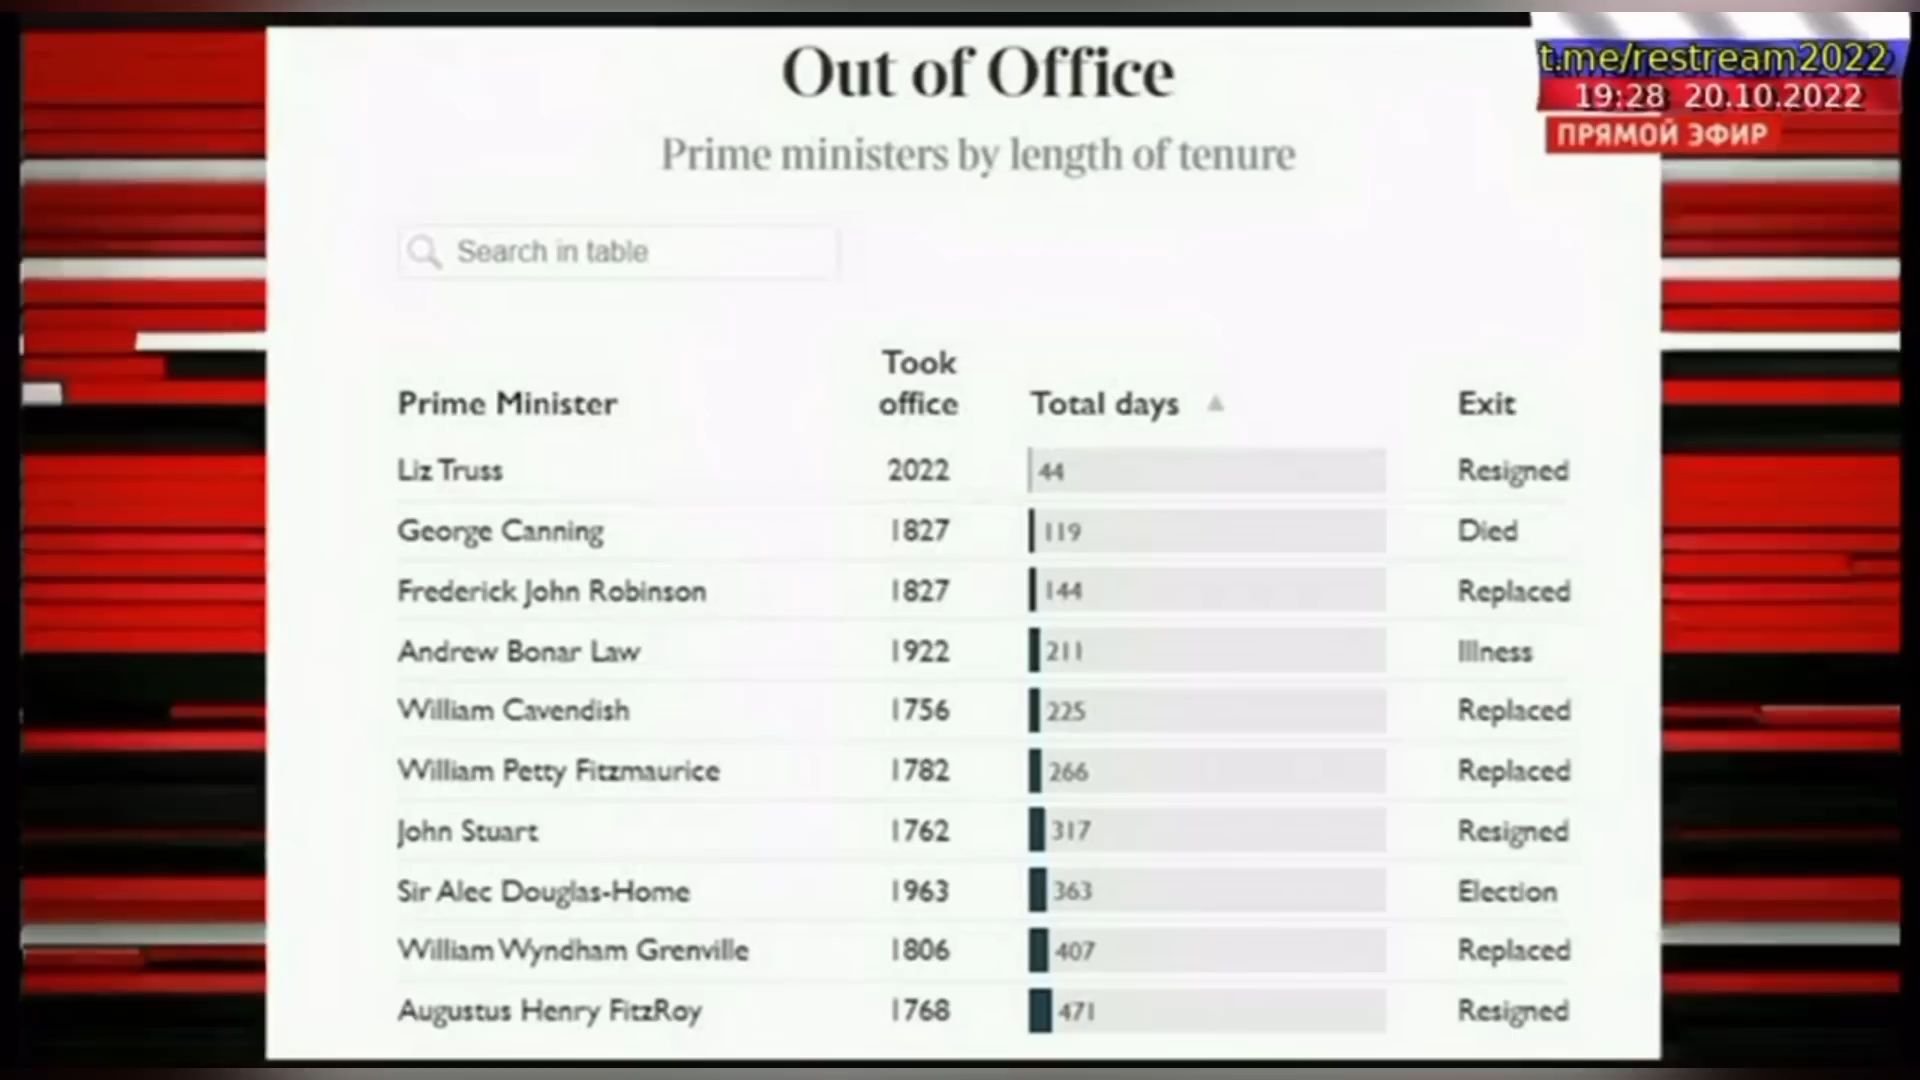 Out of Office
t.me/restream2022
19:28 20.10.2022
ПРЯМОЙ ЭФИР
Prime ministers by length of tenure
Search in table
Took
Prime Minister office Total days Exit
Liz Truss 2022 44 Resigned
George Canning 1827 119 Died
Frederick John Robinson 1827 144 Replaced
Andrew Bonar Law 1922 211 Illness
William Cavendish 1756 225 Replaced
William Petty Fitzmaurice 1782 266 Replaced
John Stuart 1762 317 Resigned
Sir Alec Douglas-Home 1963 363 Election
William Wyndham Grenville 1806 407 Replaced
Augustus Henry FitzRoy 1768 471 Resigned